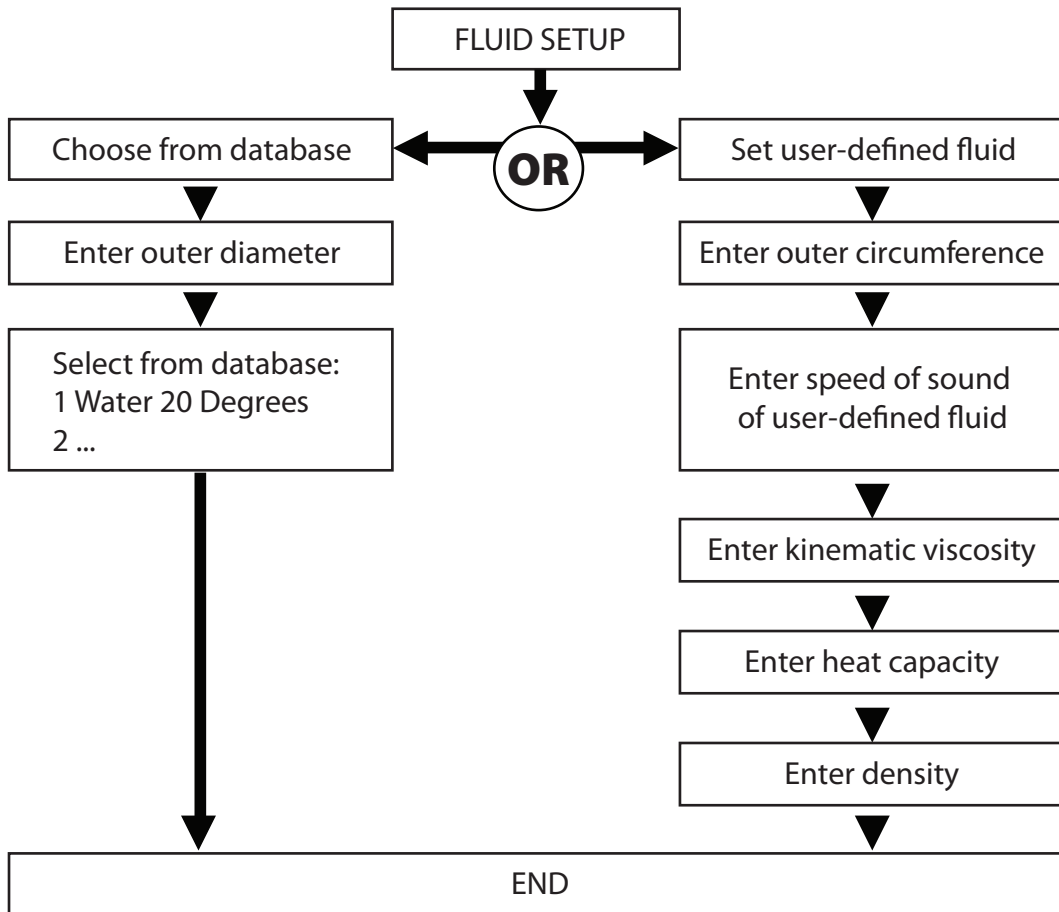 FLUID SETUP
OR
Choose from database
Set user-defined fluid
Enter outer diameter
Enter outer circumference
Select from database:
1 Water 20 Degrees
2 ...
Enter speed of sound
of user-defined fluid
Enter kinematic viscosity
Enter heat capacity
Enter density
END